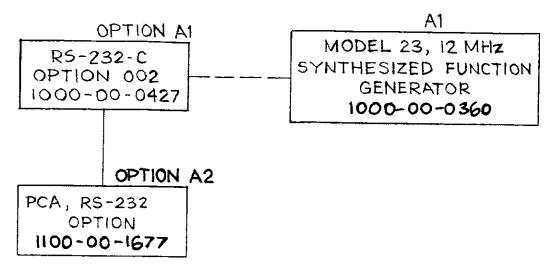 OPTION A1
RS-232-C
OPTION 002
1000-00-0427
A1
MODEL 23, 12 MHz
SYNTHESIZED FUNCTION
GENERATOR
1000-00-0360
OPTION A2
PCA, RS-232
OPTION
1100-00-1677